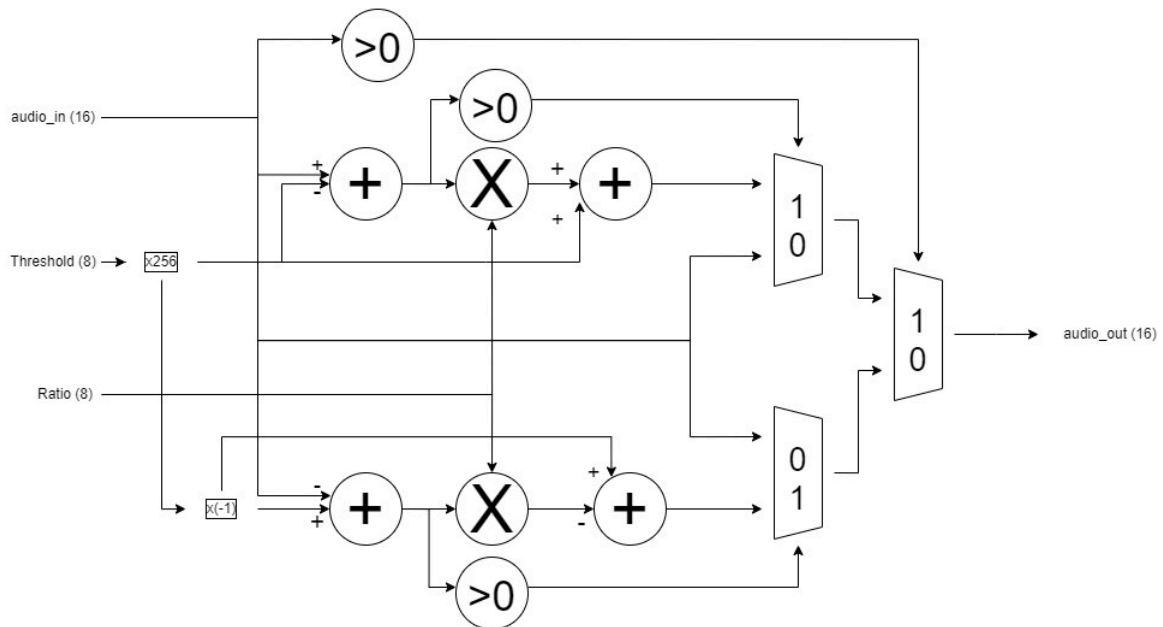 >0
audio_in (16)
>0
+
-
+
X
+
+
+
1
0
Threshold (8)
x256
1
0
audio_out (16)
Ratio (8)
x(-1)
-
+
+
X
+
-
+
0
1
>0